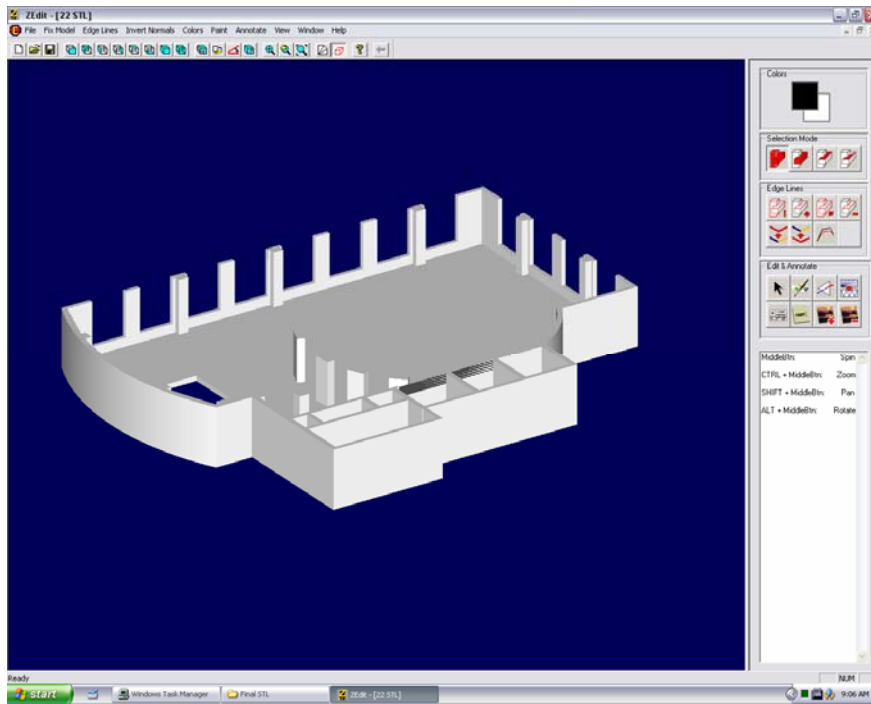 ZEdit - [22 STL]
File Fix Model Edge Lines Invert Normals Colors Paint Annotate View Window Help
Colors
Selection Mode
Edge Lines
Edit & Annotate
MiddleBtn: Spin
CTRL + MiddleBtn: Zoom
SHIFT + MiddleBtn: Pan
ALT + MiddleBtn: Rotate
Ready
NUM
start
Windows Task Manager
Final STL
ZEdit - [22 STL]
9:06 AM